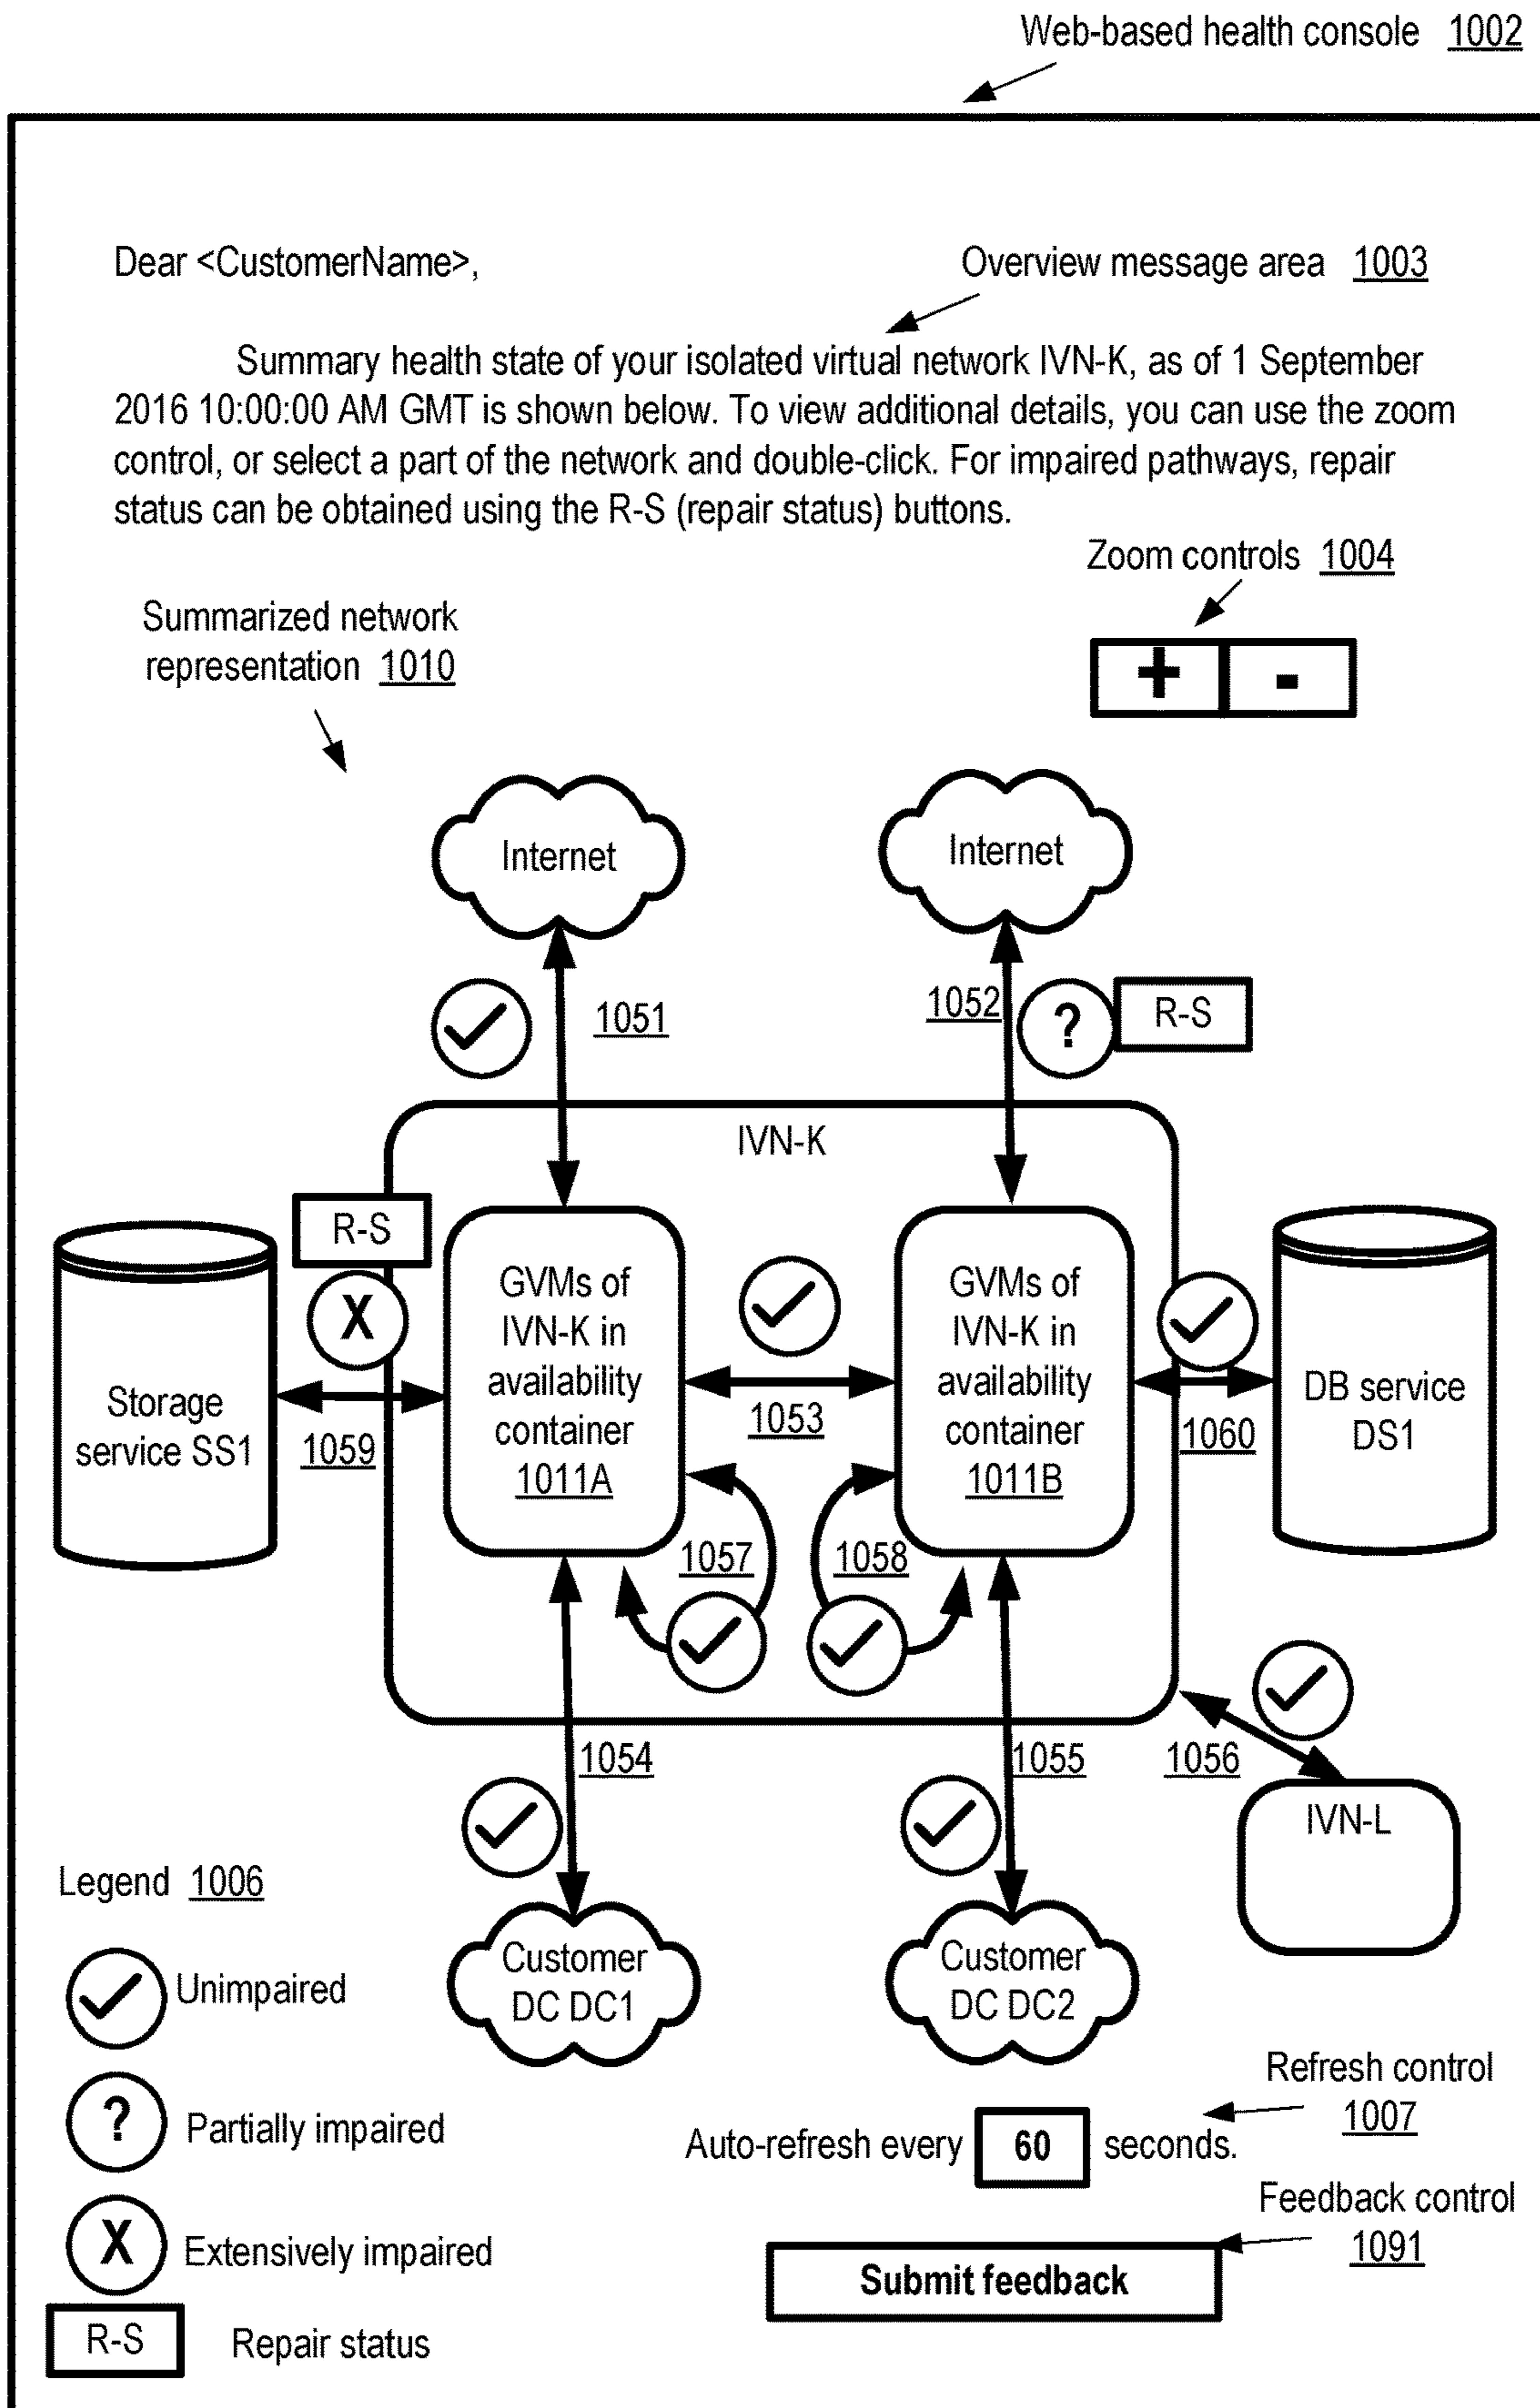 Web-based health console 1002
Dear <CustomerName>,
Overview message area 1003
Summary health state of your isolated virtual network IVN-K, as of 1 September
2016 10:00:00 AM GMT is shown below. To view additional details, you can use the zoom
control, or select a part of the network and double-click. For impaired pathways, repair
status can be obtained using the R-S (repair status) buttons.
Zoom controls 1004
Summarized network
representation 1010
+ -
Internet
Internet
1051
1052
?
R-S
IVN-K
R-S
X
Storage
service SS1
1059
GVMs of
IVN-K in
availability
container
1011A
1053
GVMs of
IVN-K in
availability
container
1011B
1060
DB service
DS1
1057
1058
1054
1055
1056
IVN-L
Customer
DC DC1
Customer
DC DC2
Legend 1006
Unimpaired
? Partially impaired
X Extensively impaired
R-S Repair status
Refresh control
1007
Auto-refresh every 60 seconds.
Feedback control
1091
Submit feedback